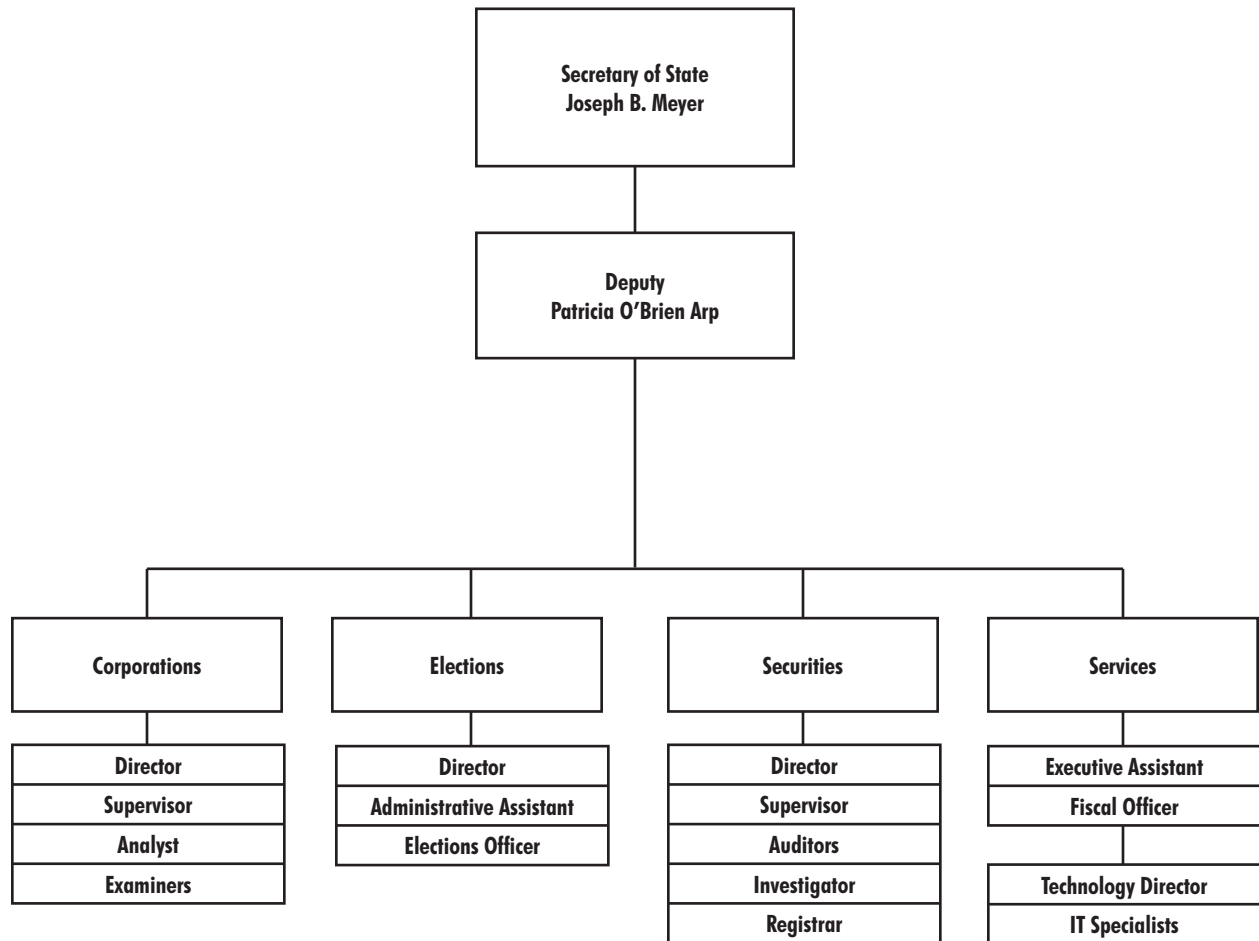 Secretary of State
Joseph B. Meyer
Deputy
Patricia O’Brien Arp
Corporations
Elections
Securities
Services
Director
Supervisor
Analyst
Examiners
Director
Administrative Assistant
Elections Officer
Director
Supervisor
Auditors
Investigator
Registrar
Executive Assistant
Fiscal Officer
Technology Director
IT Specialists